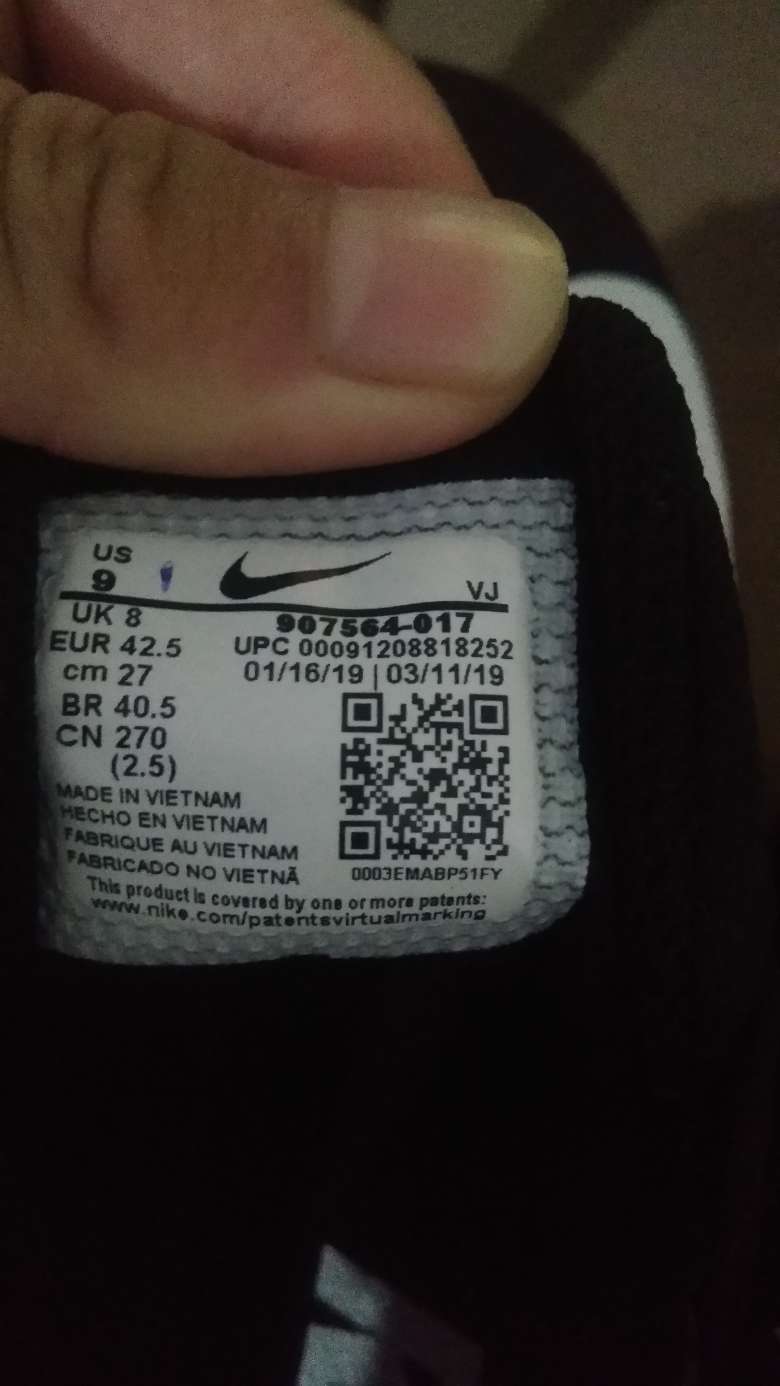 US
9
VJ
UK 8
907564-017
EUR 42.5
UPC 00091208818252
cm 27
01/16/19 | 03/11/19
BR 40.5
CN 270
(2.5)
MADE IN VIETNAM
HECHO EN VIETNAM
FABRIQUE AU VIETNAM
FABRICADO NO VIETNÃ
0003EMABP51FY
This product is covered by one or more patents:
www.nike.com/patentsvirtualmarking